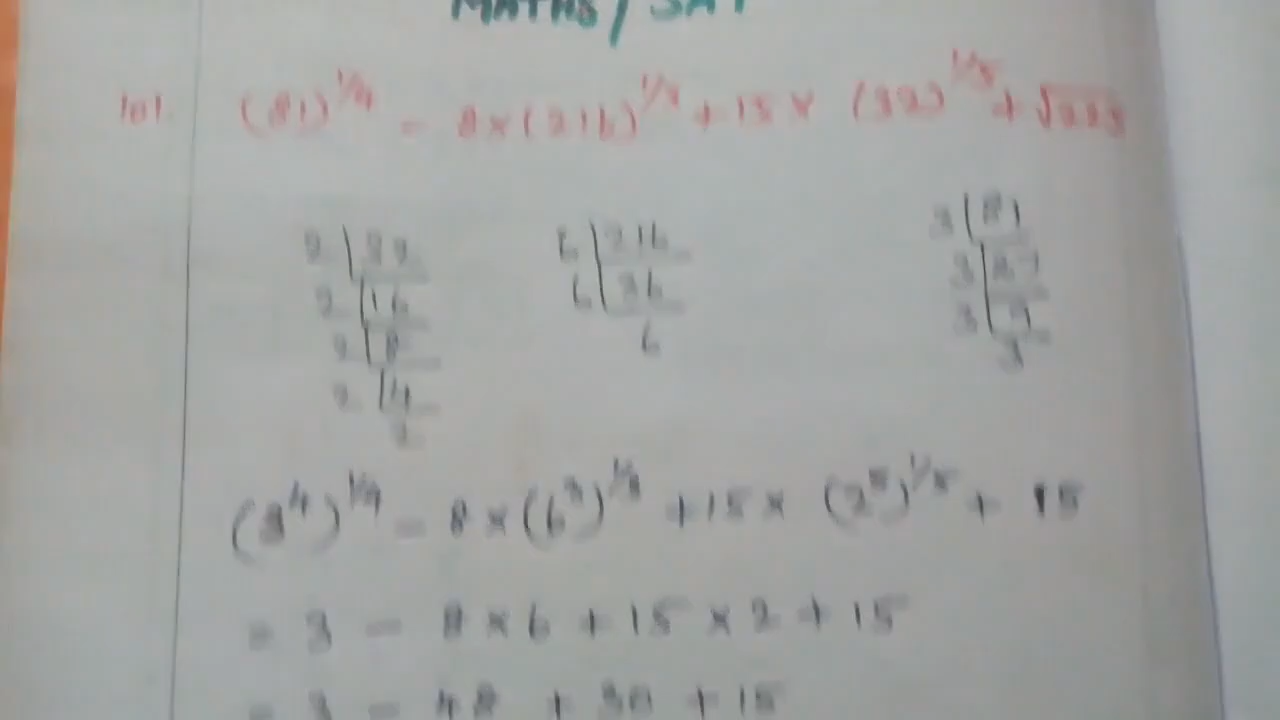 MATHS/SAT
101. (81)^1/4 - 8×(216)^1/3 + 15× (32)^1/5 + √225
2 | 32 6 | 216 3 | 81
2 | 16 6 | 36 3 | 27
2 | 8 6 3 | 9
2 | 4 3
2
(3^4)^1/4 - 8×(6^3)^1/3 + 15× (2^5)^1/5 + 15
= 3 - 8×6 + 15×2 + 15
= 3 - 48 + 30 + 15